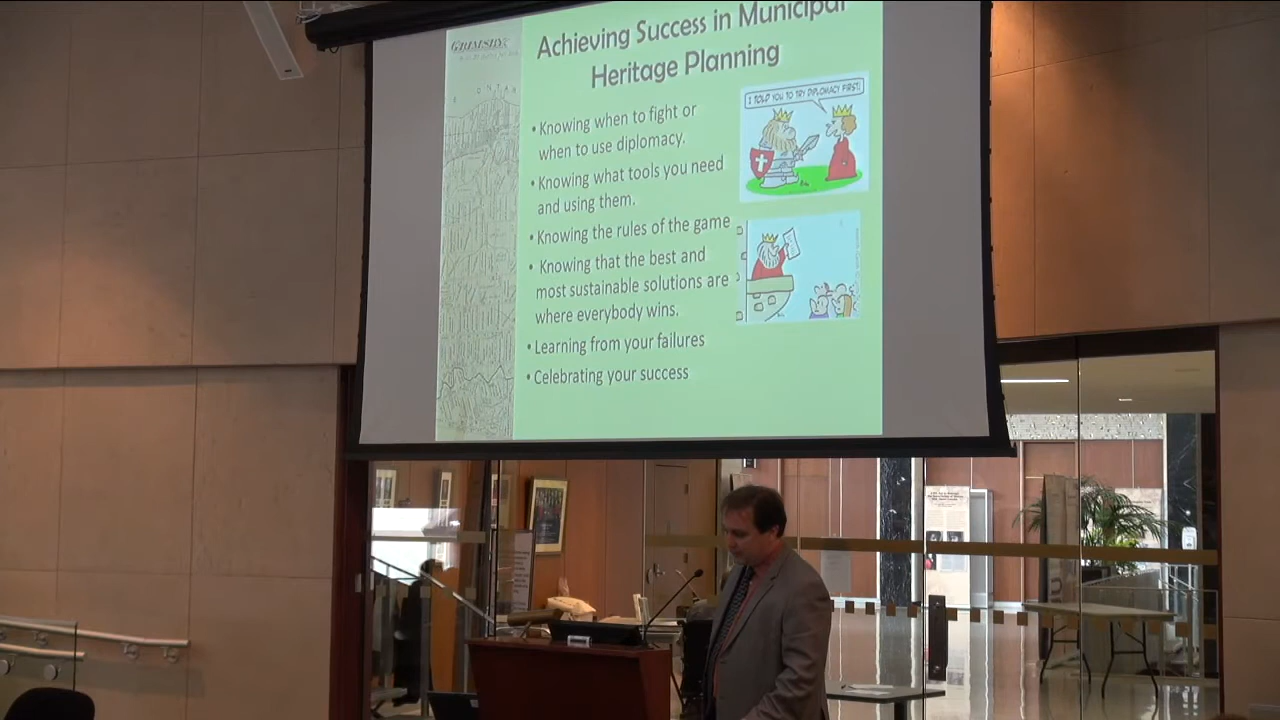 GRIMSBY
Achieving Success in Municipal
Heritage Planning
I TOLD YOU TO TRY DIPLOMACY FIRST!
• Knowing when to fight or
when to use diplomacy.
• Knowing what tools you need
and using them.
• Knowing the rules of the game
• Knowing that the best and
most sustainable solutions are
where everybody wins.
• Learning from your failures
• Celebrating your success